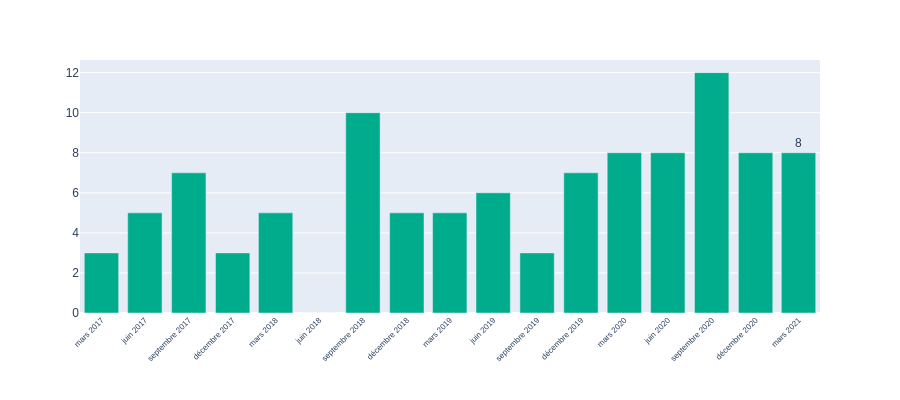 12
10
8
6
4
2
0
8
mars 2017
juin 2017
septembre 2017
décembre 2017
mars 2018
juin 2018
septembre 2018
décembre 2018
mars 2019
juin 2019
septembre 2019
décembre 2019
mars 2020
juin 2020
septembre 2020
décembre 2020
mars 2021